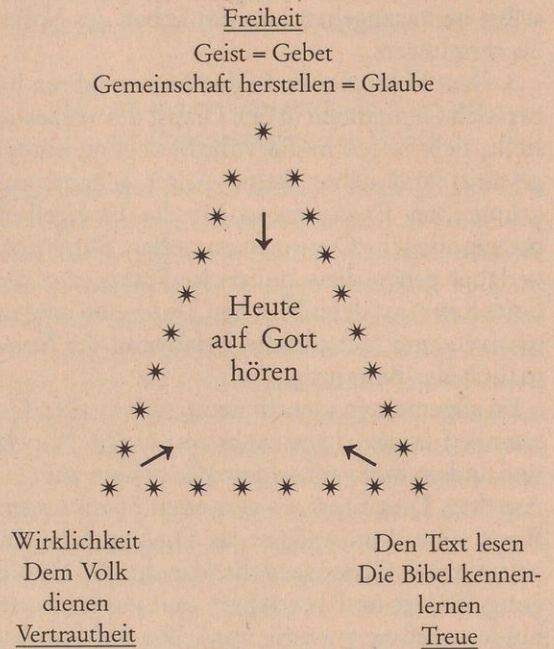 Freiheit
Geist = Gebet
Gemeinschaft herstellen = Glaube
Heute
auf Gott
hören
Wirklichkeit
Dem Volk
dienen
Vertrautheit
Den Text lesen
Die Bibel kennen-
lernen
Treue